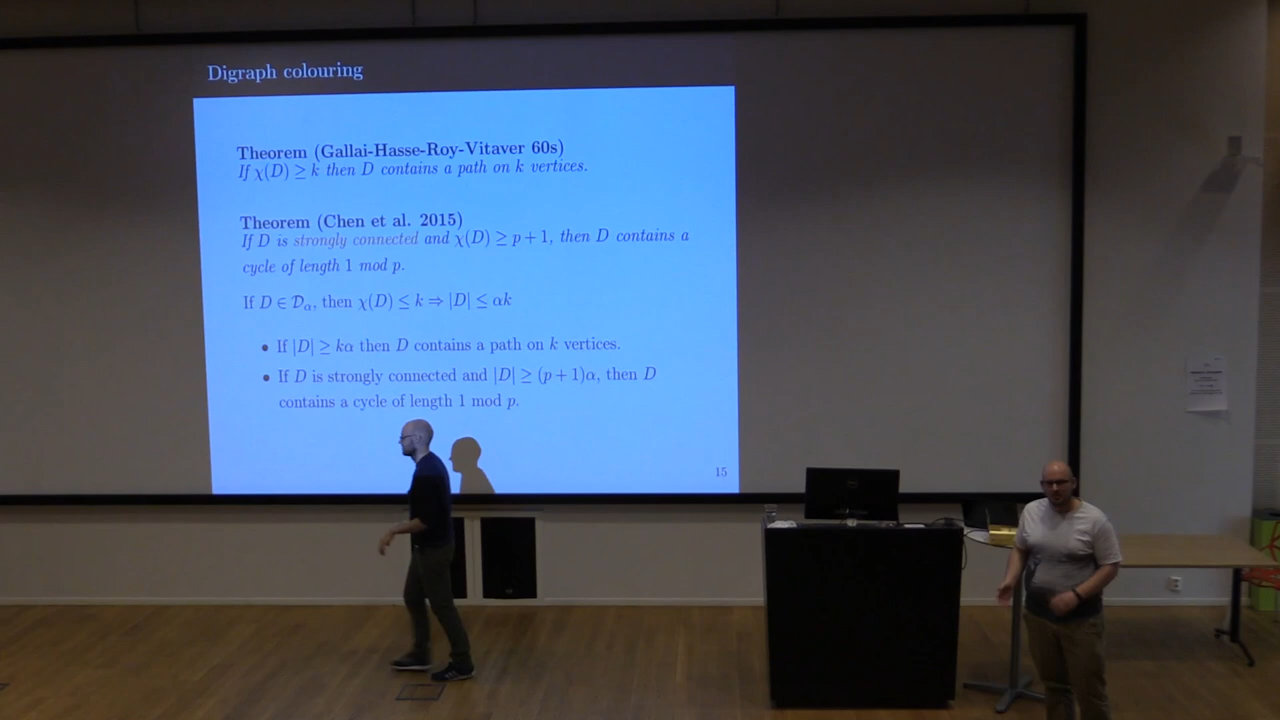 Digraph colouring
Theorem (Gallai-Hasse-Roy-Vitaver 60s)
If χ(D) ≥ k then D contains a path on k vertices.
Theorem (Chen et al. 2015)
If D is strongly connected and χ(D) ≥ p + 1, then D contains a
cycle of length 1 mod p.
If D ∈ 𝒟α, then χ(D) ≤ k ⇒ |D| ≤ αk
• If |D| ≥ kα then D contains a path on k vertices.
• If D is strongly connected and |D| ≥ (p + 1)α, then D
contains a cycle of length 1 mod p.
15